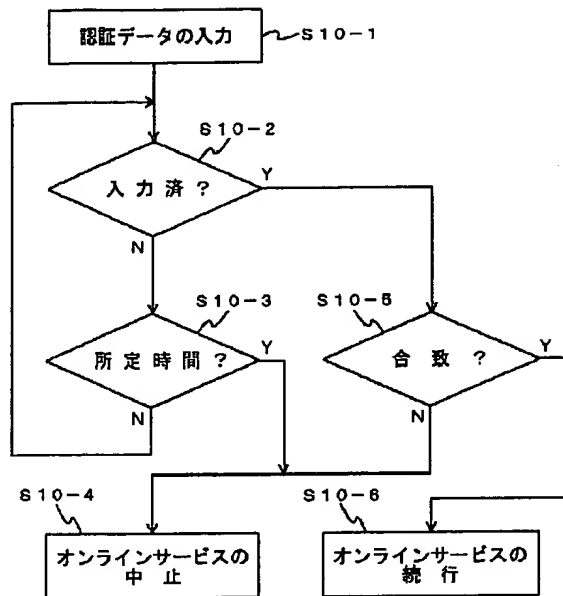 認証データの入力
S10-1
S10-2
入力済?
Y
N
S10-3
所定時間?
Y
N
S10-5
合致?
Y
N
S10-4
オンラインサービスの
中止
S10-6
オンラインサービスの
続行